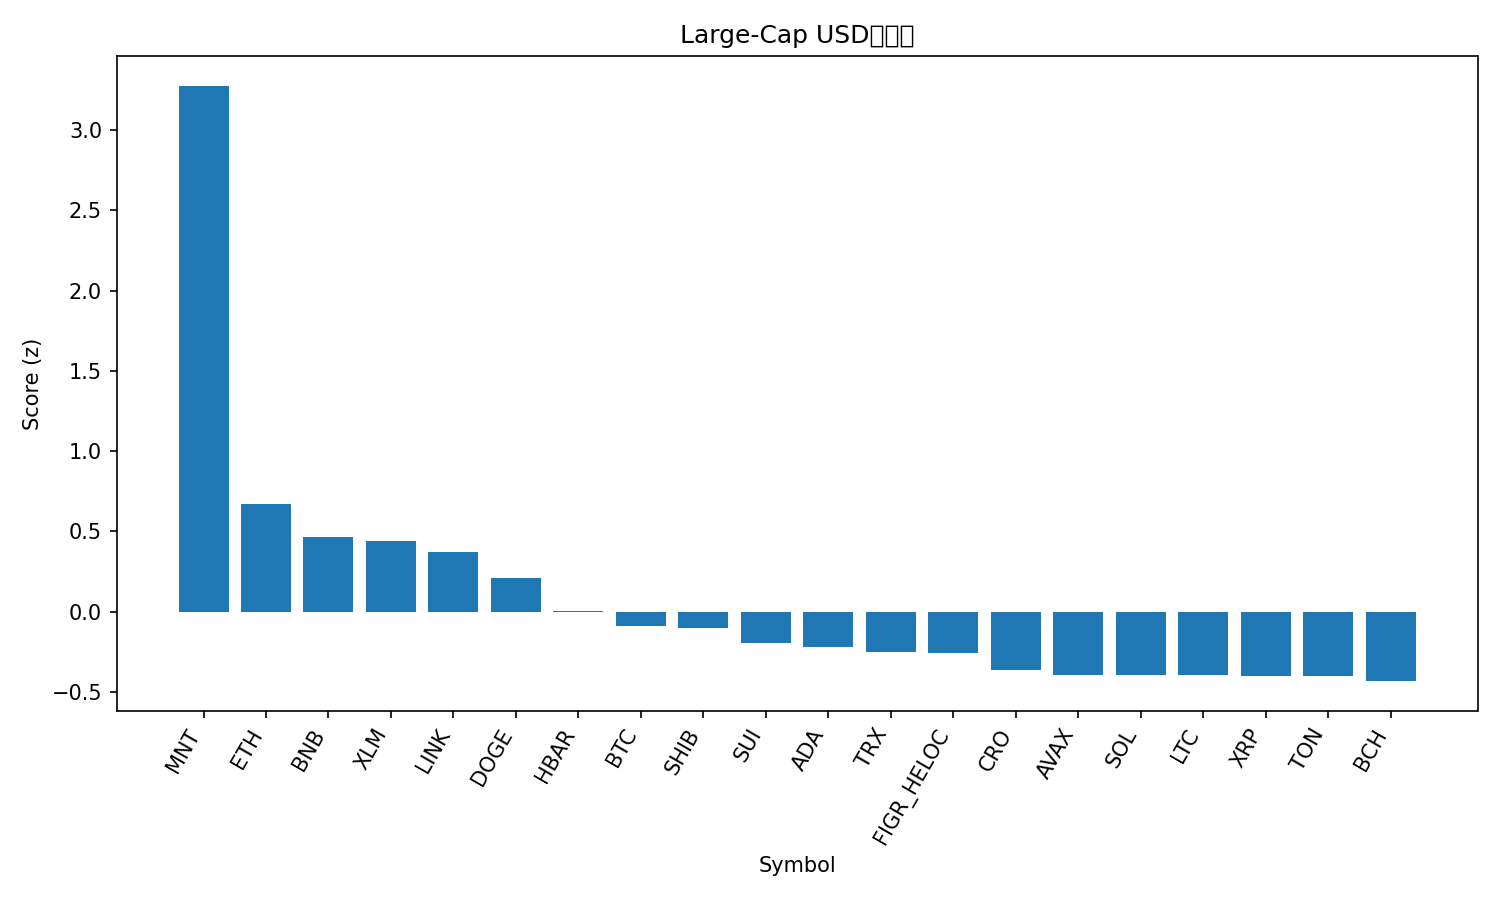 Large-Cap USD
Score (z)
3.0
2.5
2.0
1.5
1.0
0.5
0.0
−0.5
MNT
ETH
BNB
XLM
LINK
DOGE
HBAR
BTC
SHIB
SUI
ADA
TRX
FIGR_HELOC
CRO
AVAX
SOL
LTC
XRP
TON
BCH
Symbol